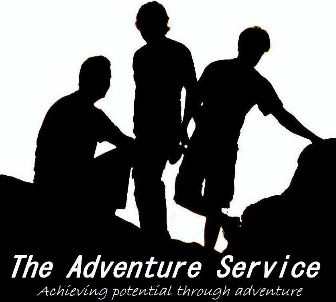 The Adventure Service
Achieving potential through adventure